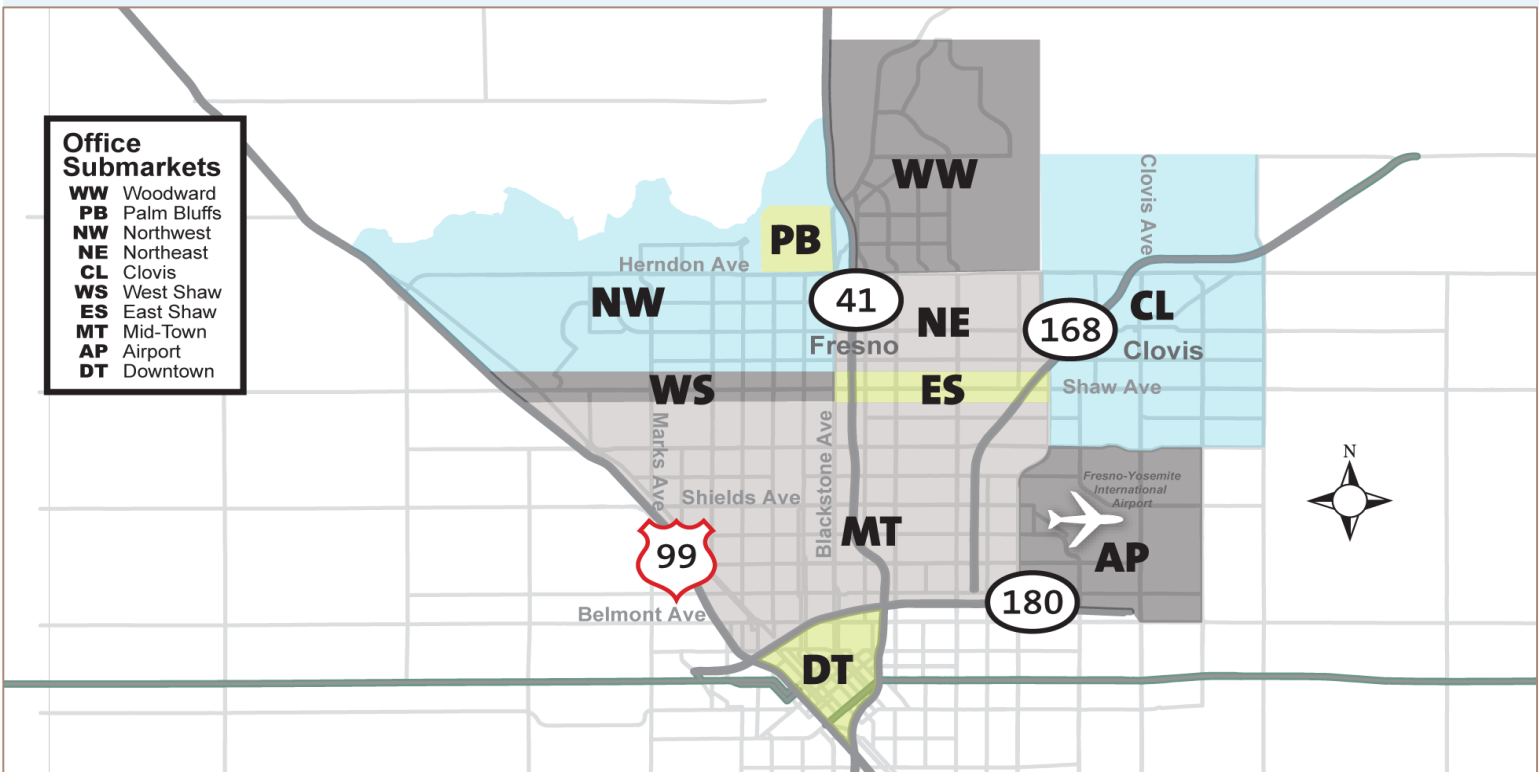 Office
Submarkets
WW Woodward
PB Palm Bluffs
NW Northwest
NE Northeast
CL Clovis
WS West Shaw
ES East Shaw
MT Mid-Town
AP Airport
DT Downtown
WW
Clovis Ave
PB
Herndon Ave
NW
41
NE
168
CL
Fresno
Clovis
WS
ES
Shaw Ave
Marks Ave
Blackstone Ave
Shields Ave
Fresno-Yosemite
International
Airport
N
MT
99
AP
180
Belmont Ave
DT